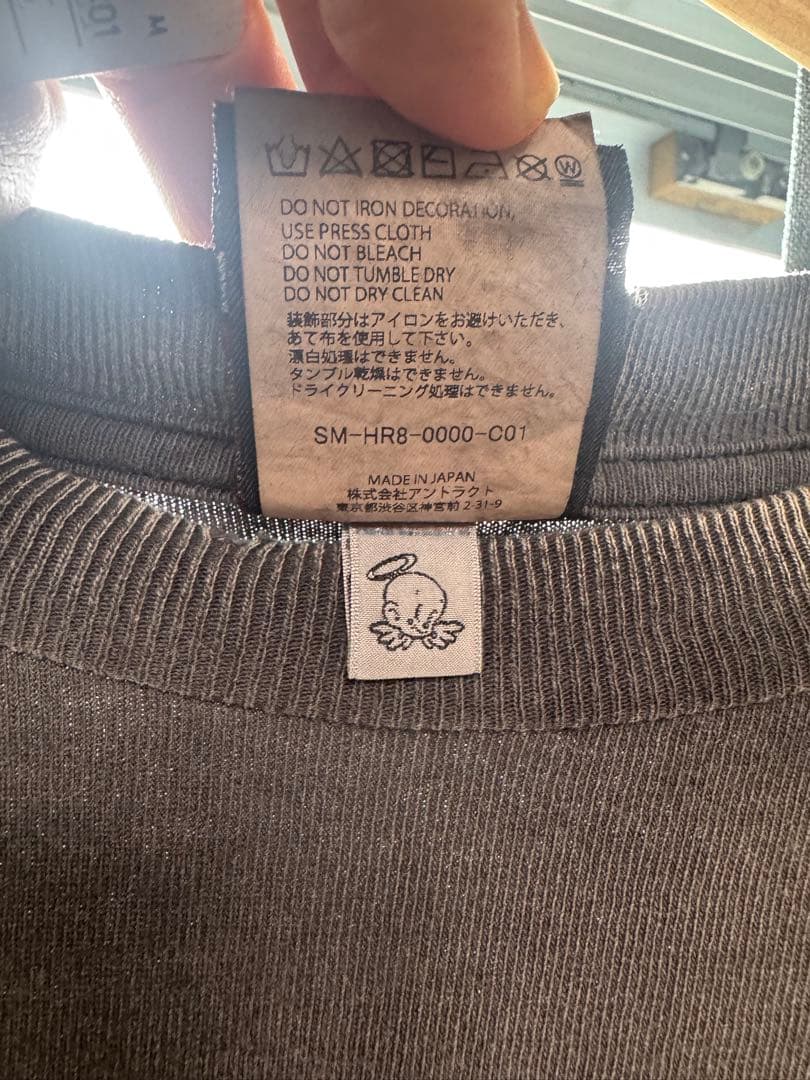 M
DO NOT IRON DECORATION,
USE PRESS CLOTH
DO NOT BLEACH
DO NOT TUMBLE DRY
DO NOT DRY CLEAN
装飾部分はアイロンをお避けいただき、
あて布を使用して下さい。
漂白処理はできません。
タンブル乾燥はできません。
ドライクリーニング処理はできません。
SM-HR8-0000-C01
MADE IN JAPAN
株式会社アントラクト
東京都渋谷区神宮前 2-31-9